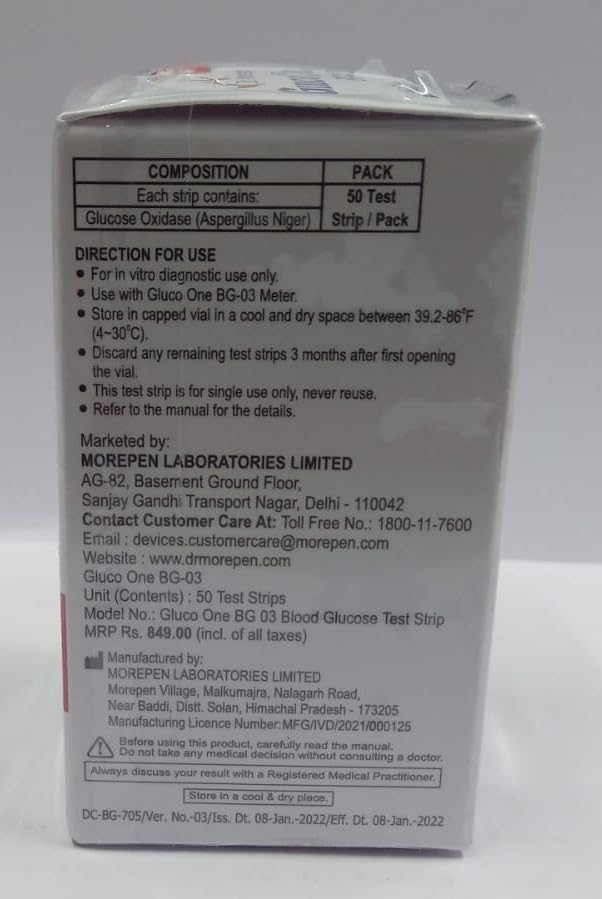 COMPOSITION PACK
Each strip contains: 50 Test
Glucose Oxidase (Aspergillus Niger) Strip / Pack
DIRECTION FOR USE
• For in vitro diagnostic use only.
• Use with Gluco One BG-03 Meter.
• Store in capped vial in a cool and dry space between 39.2-86°F
(4~30°C).
• Discard any remaining test strips 3 months after first opening
the vial.
• This test strip is for single use only, never reuse.
• Refer to the manual for the details.
Marketed by:
MOREPEN LABORATORIES LIMITED
AG-82, Basement Ground Floor,
Sanjay Gandhi Transport Nagar, Delhi - 110042
Contact Customer Care At: Toll Free No.: 1800-11-7600
Email : devices.customercare@morepen.com
Website : www.drmorepen.com
Gluco One BG-03
Unit (Contents) : 50 Test Strips
Model No.: Gluco One BG 03 Blood Glucose Test Strip
MRP Rs. 849.00 (incl. of all taxes)
Manufactured by:
MOREPEN LABORATORIES LIMITED
Morepen Village, Malkumajra, Nalagarh Road,
Near Baddi, Distt. Solan, Himachal Pradesh - 173205
Manufacturing Licence Number: MFG/IVD/2021/000125
Before using this product, carefully read the manual.
Do not take any medical decision without consulting a doctor.
Always discuss your result with a Registered Medical Practitioner.
Store in a cool & dry place.
DC-BG-705/Ver. No.-03/Iss. Dt. 08-Jan.-2022/Eff. Dt. 08-Jan.-2022